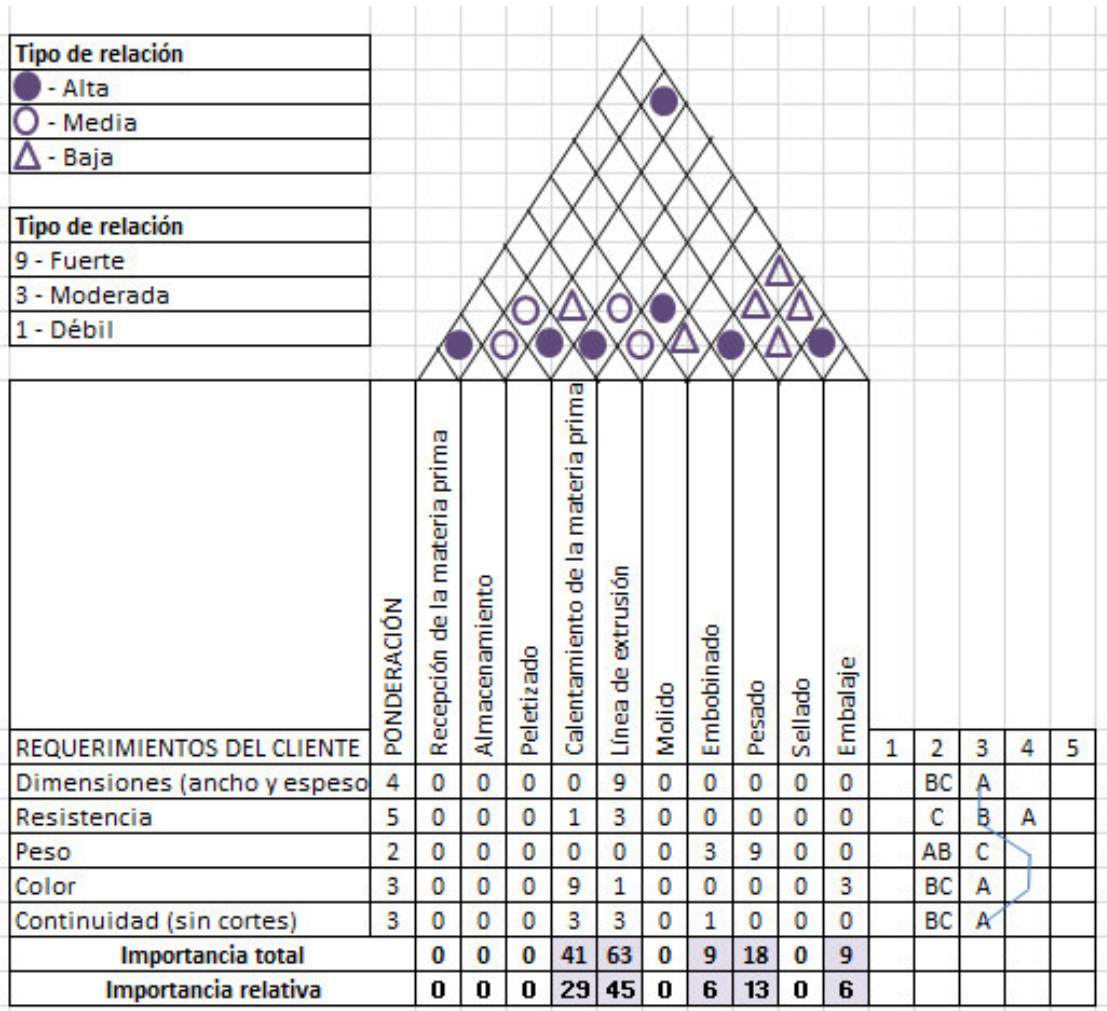 Tipo de relación
- Alta
- Media
- Baja
Tipo de relación
9 - Fuerte
3 - Moderada
1 - Débil
REQUERIMIENTOS DEL CLIENTE PONDERACIÓN Recepción de la materia prima Almacenamiento Peletizado Calentamiento de la materia prima Línea de extrusión Molido Embobinado Pesado Sellado Embalaje 1 2 3 4 5
Dimensiones (ancho y espeso 4 0 0 0 0 9 0 0 0 0 0 BC A
Resistencia 5 0 0 0 1 3 0 0 0 0 0 C B A
Peso 2 0 0 0 0 0 0 3 9 0 0 AB C
Color 3 0 0 0 9 1 0 0 0 0 3 BC A
Continuidad (sin cortes) 3 0 0 0 3 3 0 1 0 0 0 BC A
Importancia total 0 0 0 41 63 0 9 18 0 9
Importancia relativa 0 0 0 29 45 0 6 13 0 6